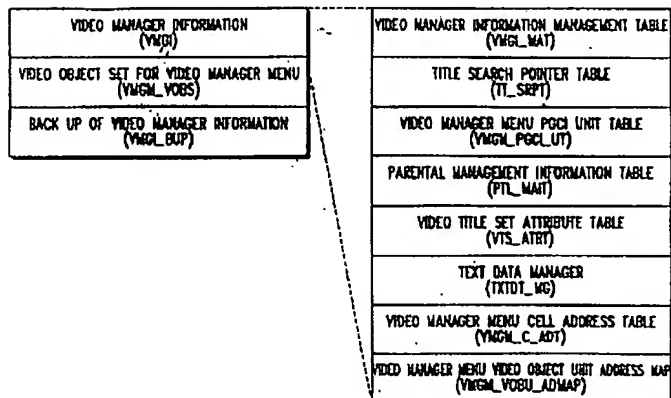 VIDEO MANAGER INFORMATION
(VMGI)
VIDEO OBJECT SET FOR VIDEO MANAGER MENU
(VMGM_VOBS)
BACK UP OF VIDEO MANAGER INFORMATION
(VMGI_BUP)
VIDEO MANAGER INFORMATION MANAGEMENT TABLE
(VMGI_MAT)
TITLE SEARCH POINTER TABLE
(TT_SRPT)
VIDEO MANAGER MENU PGCI UNIT TABLE
(VMGM_PGCI_UT)
PARENTAL MANAGEMENT INFORMATION TABLE
(PTL_MAIT)
VIDEO TITLE SET ATTRIBUTE TABLE
(VTS_ATRT)
TEXT DATA MANAGER
(TXTDT_MG)
VIDEO MANAGER MENU CELL ADDRESS TABLE
(VMGM_C_ADT)
VIDEO MANAGER MENU VIDEO OBJECT UNIT ADDRESS MAP
(VMGM_VOBU_ADMAP)